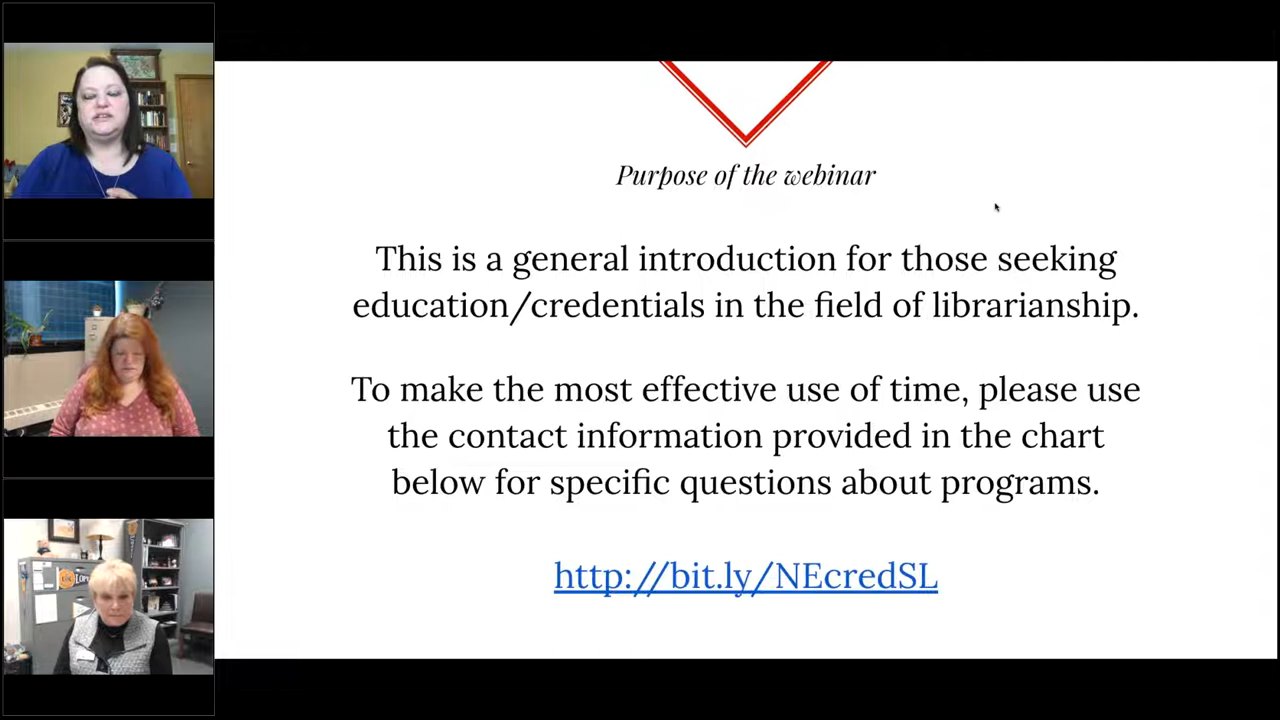 Purpose of the webinar
This is a general introduction for those seeking
education/credentials in the field of librarianship.
To make the most effective use of time, please use
the contact information provided in the chart
below for specific questions about programs.
http://bit.ly/NEcredSL